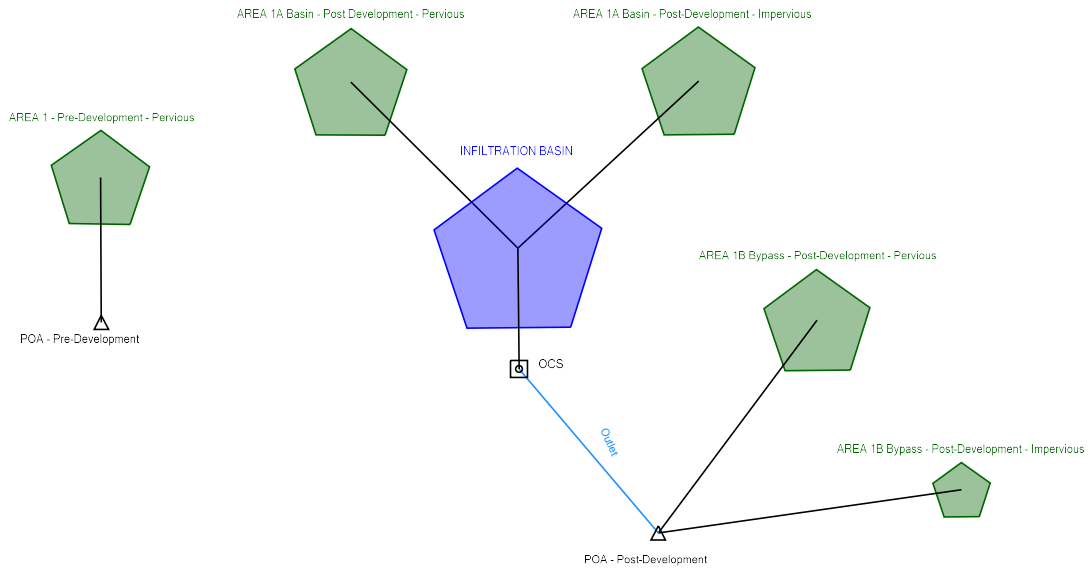 AREA 1A Basin - Post Development - Pervious
AREA 1A Basin - Post-Development - Impervious
AREA 1 - Pre-Development - Pervious
INFILTRATION BASIN
AREA 1B Bypass - Post-Development - Pervious
POA - Pre-Development
OCS
Outlet
AREA 1B Bypass - Post-Development - Impervious
POA - Post-Development